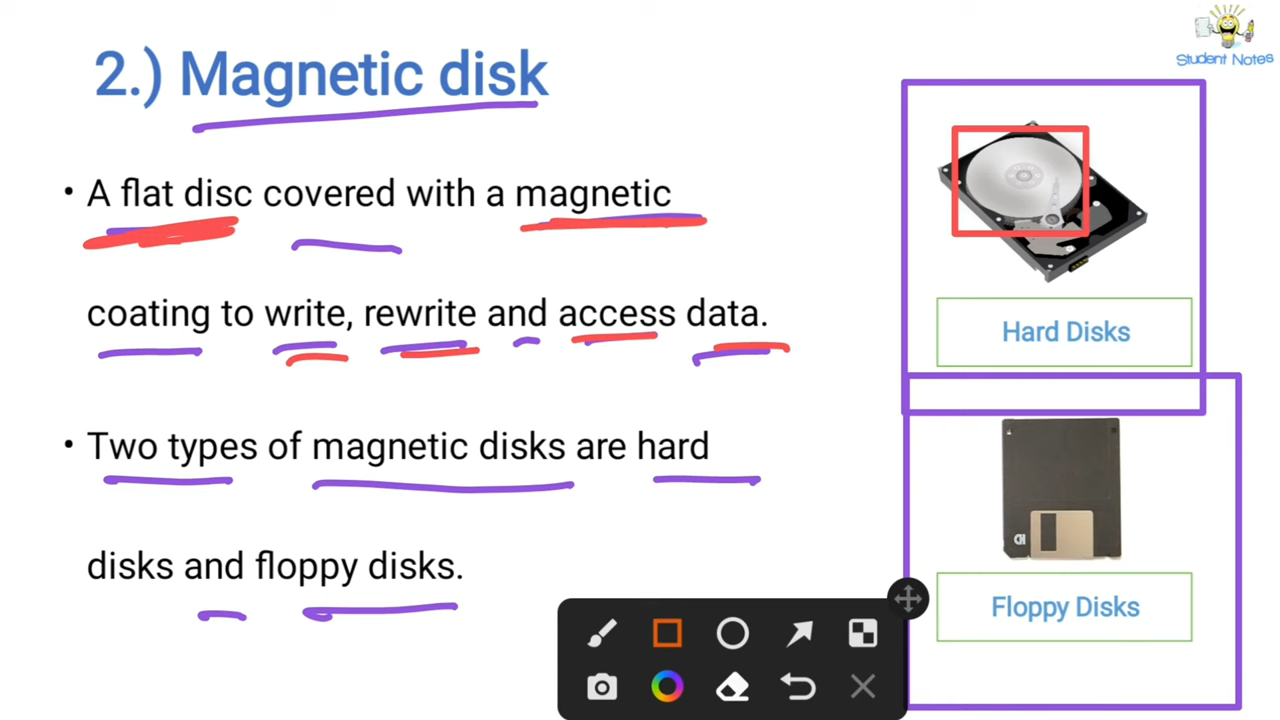 Student Notes
2.) Magnetic disk
• A flat disc covered with a magnetic
coating to write, rewrite and access data.
• Two types of magnetic disks are hard
disks and floppy disks.
Hard Disks
HD
Floppy Disks